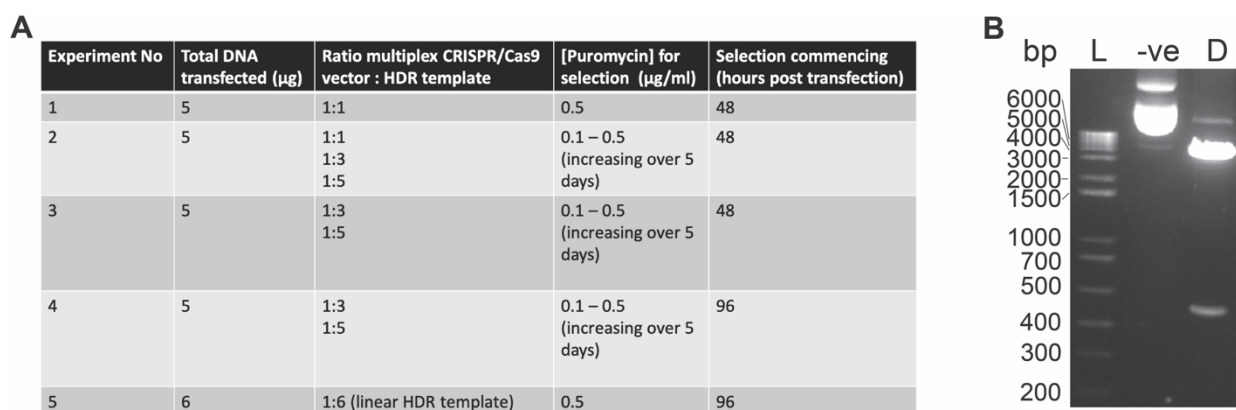 A
Experiment No
Total DNA
transfected (µg)
Ratio multiplex CRISPR/Cas9
vector : HDR template
[Puromycin] for
selection (µg/ml)
Selection commencing
(hours post transfection)
1
5
1:1
0.5
48
2
5
1:1
1:3
1:5
0.1 – 0.5
(increasing over 5
days)
48
3
5
1:3
1:5
0.1 – 0.5
(increasing over 5
days)
48
4
5
1:3
1:5
0.1 – 0.5
(increasing over 5
days)
96
5
6
1:6 (linear HDR template)
0.5
96
B
bp L -ve D
6000
5000
4000
3000
2000
1500
1000
700
500
400
300
200